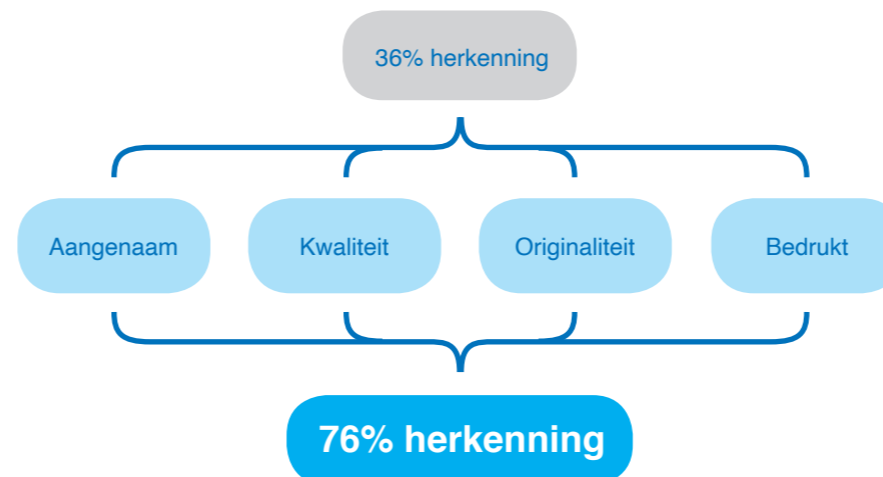 36% herkenning
Aangenaam
Kwaliteit
Originaliteit
Bedrukt
76% herkenning